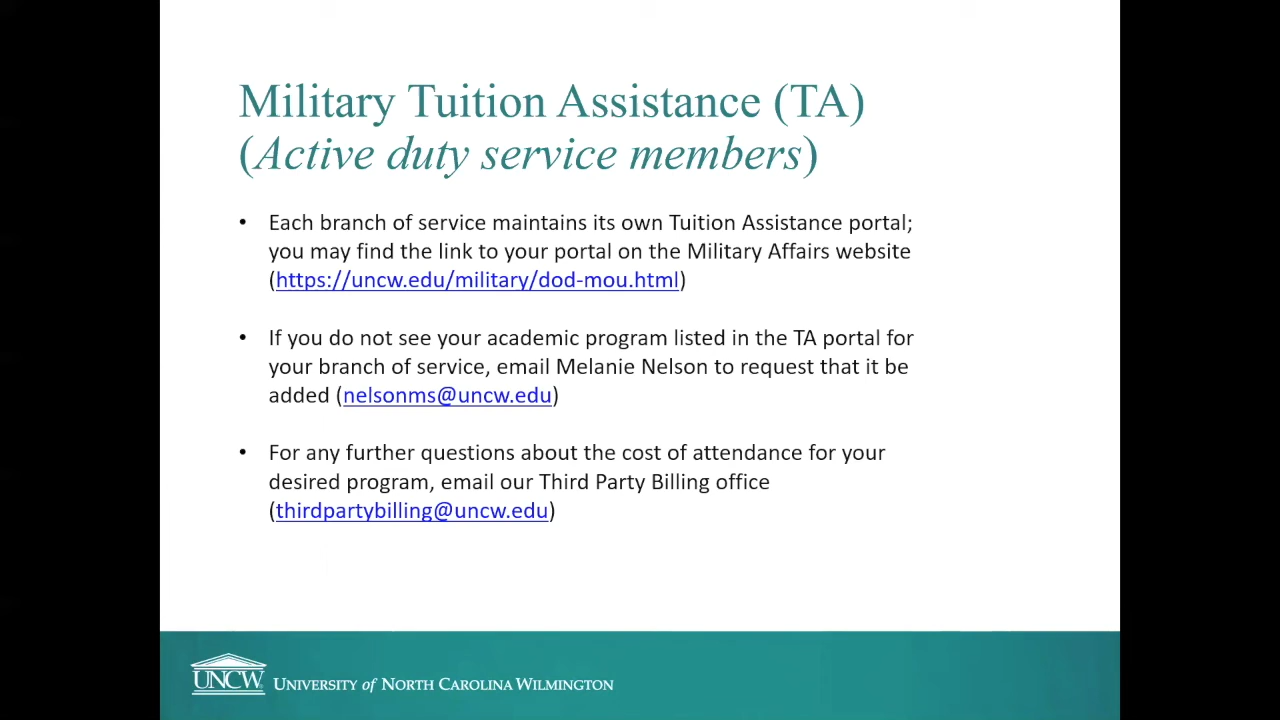 Military Tuition Assistance (TA)
(Active duty service members)
• Each branch of service maintains its own Tuition Assistance portal;
you may find the link to your portal on the Military Affairs website
(https://uncw.edu/military/dod-mou.html)
• If you do not see your academic program listed in the TA portal for
your branch of service, email Melanie Nelson to request that it be
added (nelsonms@uncw.edu)
• For any further questions about the cost of attendance for your
desired program, email our Third Party Billing office
(thirdpartybilling@uncw.edu)
UNCW UNIVERSITY of NORTH CAROLINA WILMINGTON